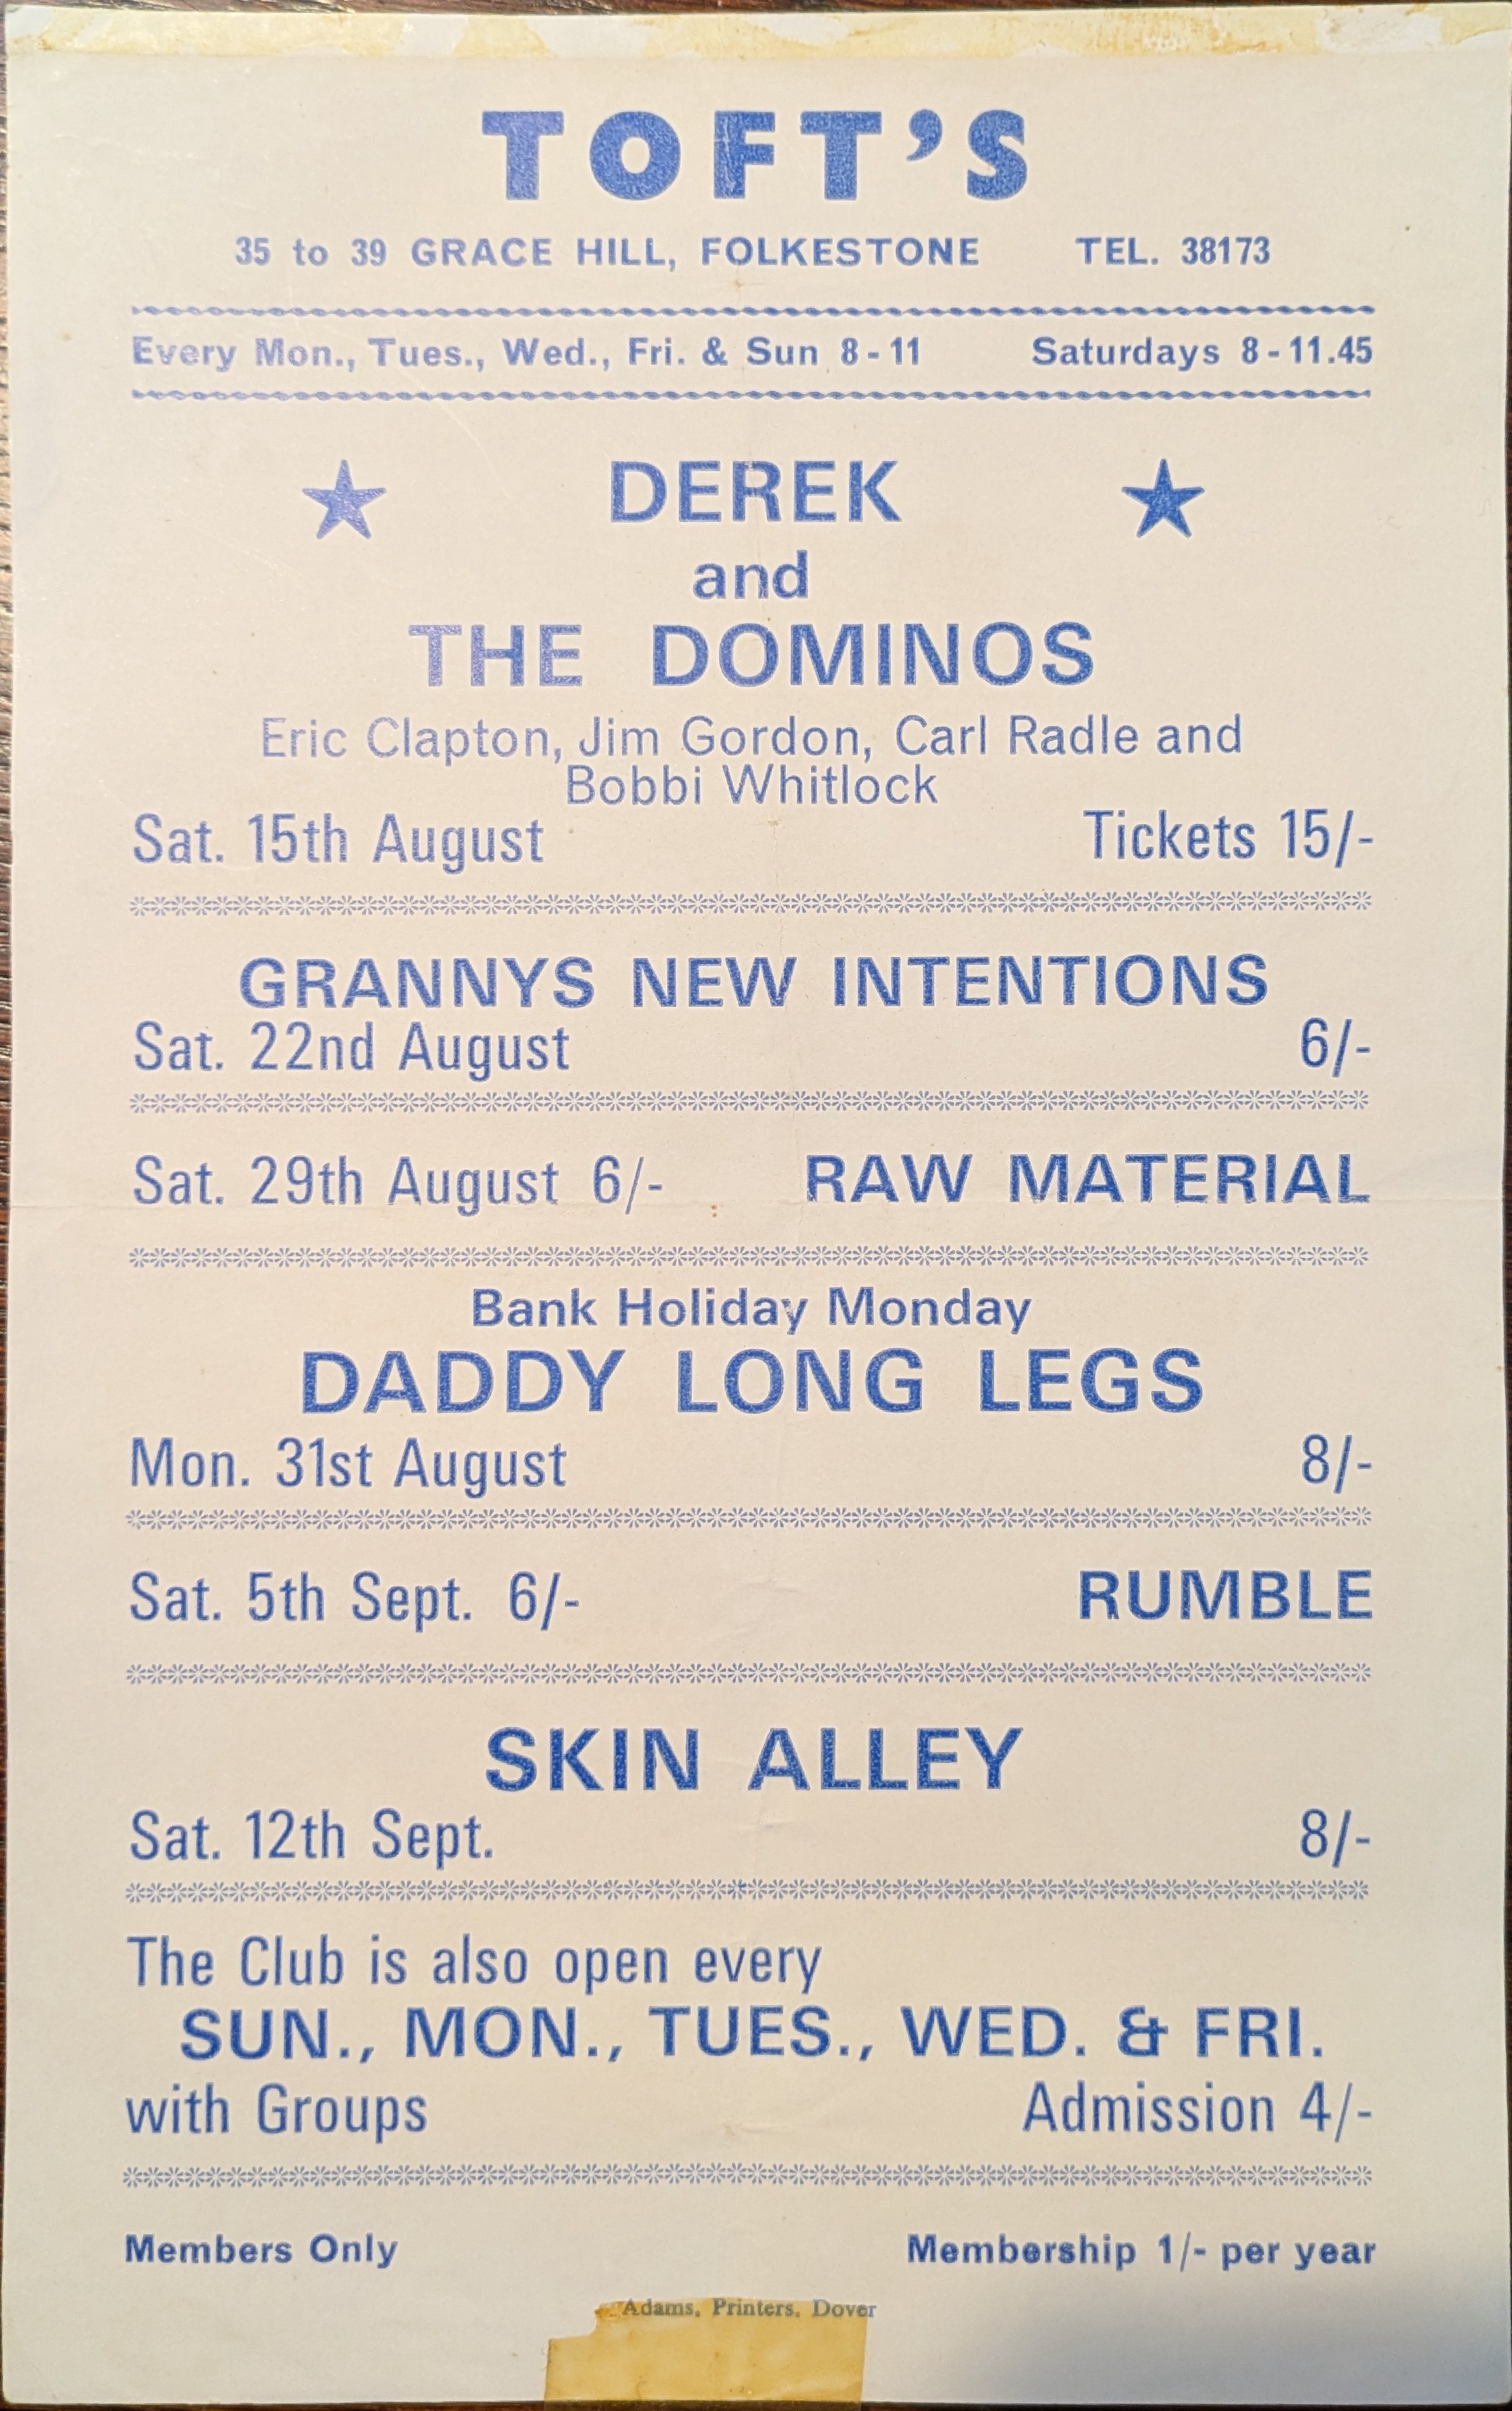 TOFT'S
35 to 39 GRACE HILL, FOLKESTONE TEL. 38173
Every Mon., Tues., Wed., Fri. & Sun 8 - 11 Saturdays 8 - 11.45
DEREK
and
THE DOMINOS
Eric Clapton, Jim Gordon, Carl Radle and
Bobbi Whitlock
Sat. 15th August Tickets 15/-
GRANNYS NEW INTENTIONS
Sat. 22nd August 6/-
Sat. 29th August 6/- RAW MATERIAL
Bank Holiday Monday
DADDY LONG LEGS
Mon. 31st August 8/-
Sat. 5th Sept. 6/- RUMBLE
SKIN ALLEY
Sat. 12th Sept. 8/-
The Club is also open every
SUN., MON., TUES., WED. & FRI.
with Groups Admission 4/-
Members Only Membership 1/- per year
Adams, Printers, Dover